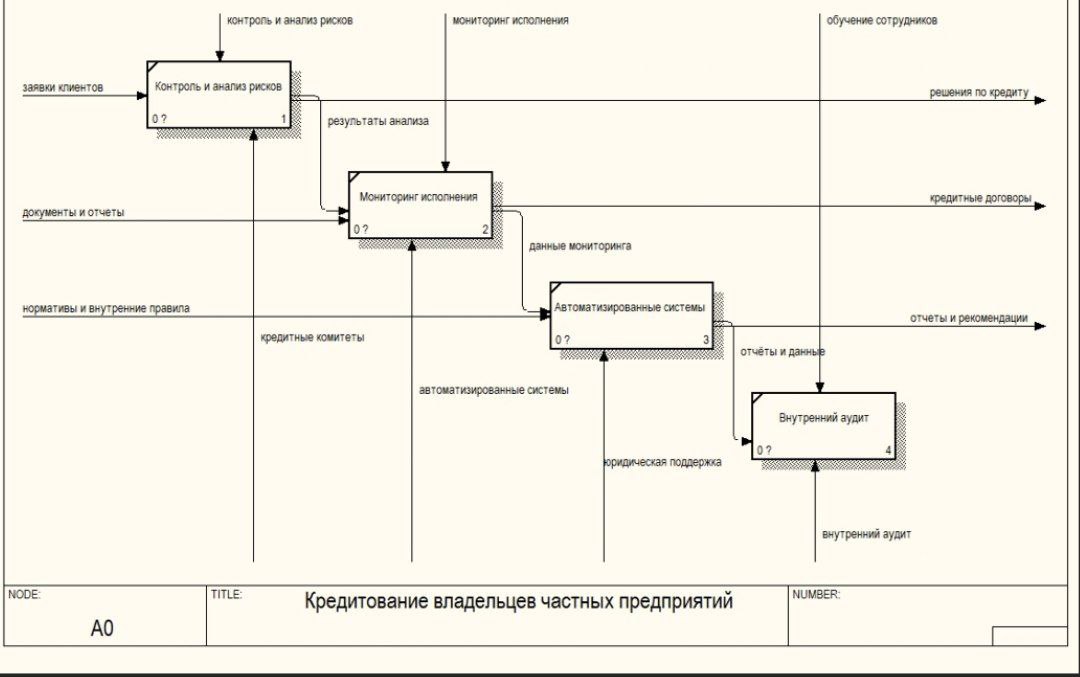 контроль и анализ рисков
мониторинг исполнения
обучение сотрудников
заявки клиентов
Контроль и анализ рисков
0 ?
1
решения по кредиту
результаты анализа
документы и отчеты
Мониторинг исполнения
0 ?
2
кредитные договоры
данные мониторинга
нормативы и внутренние правила
Автоматизированные системы
0 ?
3
отчеты и рекомендации
кредитные комитеты
отчёты и данные
автоматизированные системы
Внутренний аудит
0 ?
4
юридическая поддержка
внутренний аудит
NODE:
A0
TITLE:
Кредитование владельцев частных предприятий
NUMBER: